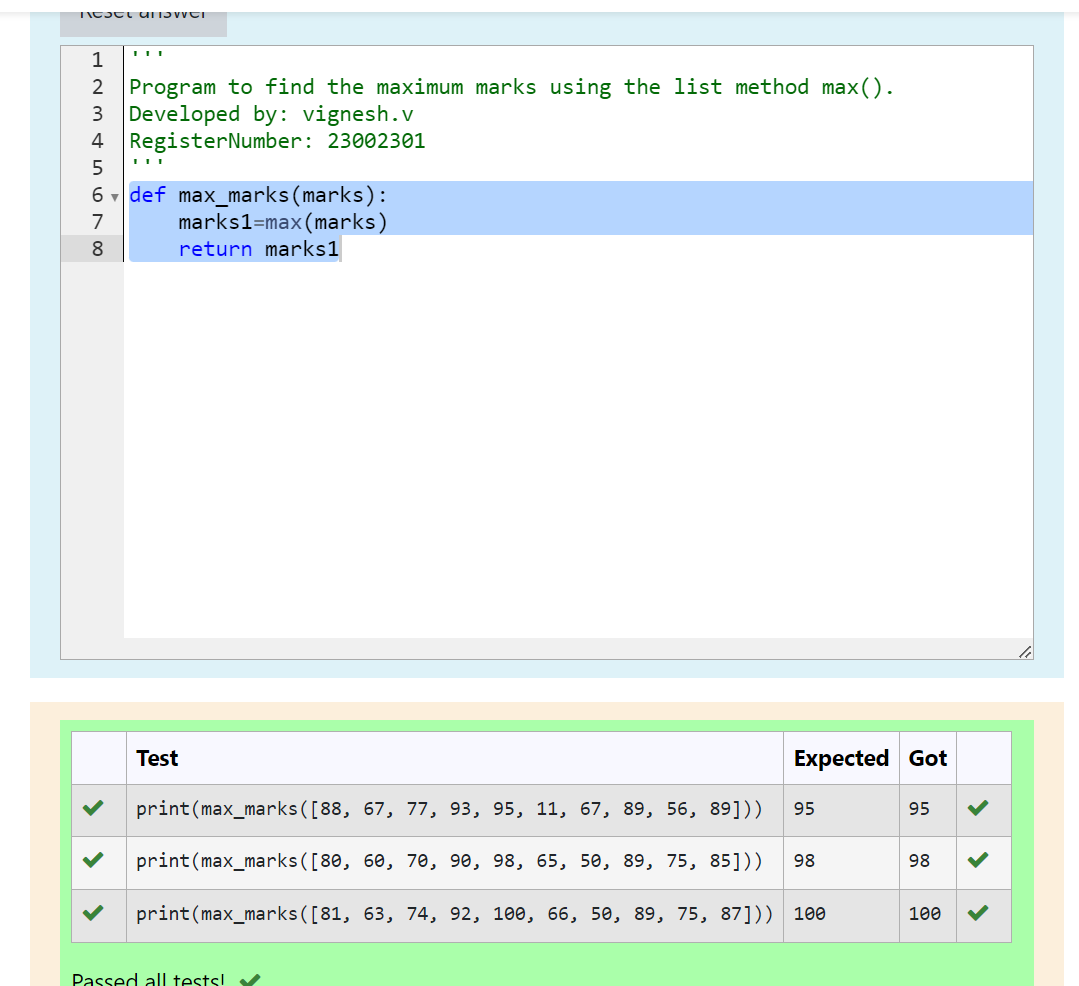 Reset answer
1 '''
2 Program to find the maximum marks using the list method max().
3 Developed by: vignesh.v
4 RegisterNumber: 23002301
5 '''
6 def max_marks(marks):
7     marks1=max(marks)
8     return marks1
Test Expected Got
print(max_marks([88, 67, 77, 93, 95, 11, 67, 89, 56, 89])) 95 95
print(max_marks([80, 60, 70, 90, 98, 65, 50, 89, 75, 85])) 98 98
print(max_marks([81, 63, 74, 92, 100, 66, 50, 89, 75, 87])) 100 100
Passed all tests!